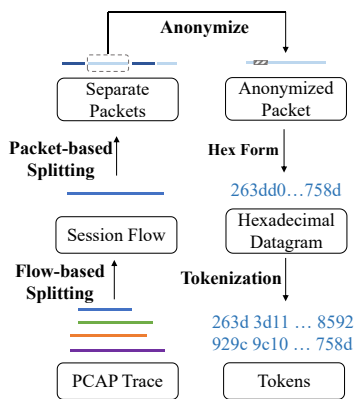 Anonymize
Separate
Packets
Anonymized
Packet
Packet-based
Splitting
Hex Form
263dd0...758d
Session Flow
Hexadecimal
Datagram
Flow-based
Splitting
Tokenization
263d 3d11 ... 8592
929c 9c10 ... 758d
PCAP Trace
Tokens